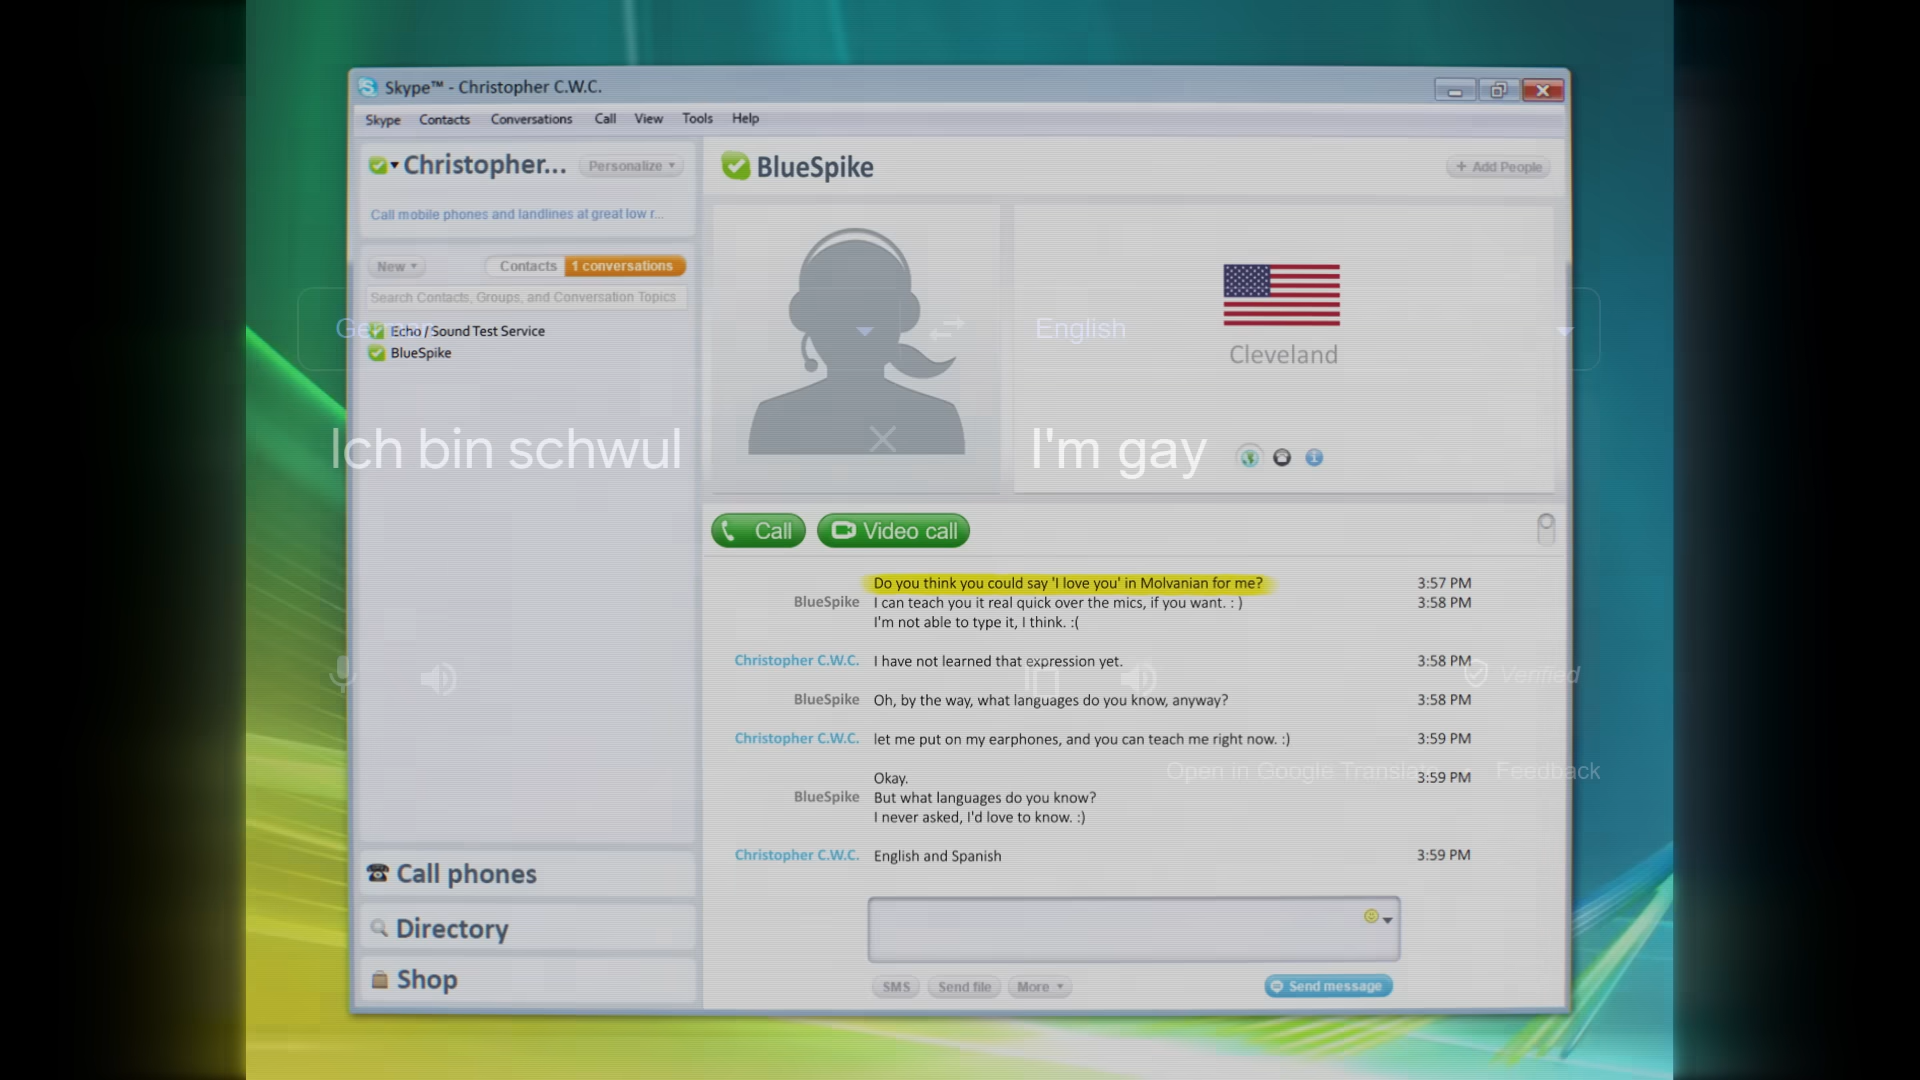 Skype™ - Christopher C.W.C.
Skype Contacts Conversations Call View Tools Help
Christopher... Personalize
Call mobile phones and landlines at great low r...
New Contacts 1 conversations
Search Contacts, Groups, and Conversation Topics
Echo / Sound Test Service
BlueSpike
BlueSpike
+ Add People
Cleveland
German English
Ich bin schwul I'm gay
Call Video call
Do you think you could say 'I love you' in Molvanian for me? 3:57 PM
BlueSpike I can teach you it real quick over the mics, if you want. : ) 3:58 PM
I'm not able to type it, I think. :(
Christopher C.W.C. I have not learned that expression yet. 3:58 PM
Verified
BlueSpike Oh, by the way, what languages do you know, anyway? 3:58 PM
Christopher C.W.C. let me put on my earphones, and you can teach me right now. :) 3:59 PM
Open in Google Translate • Feedback
Okay. 3:59 PM
BlueSpike But what languages do you know?
I never asked, I'd love to know. :)
Christopher C.W.C. English and Spanish 3:59 PM
Call phones
Directory
Shop
SMS Send file More Send message